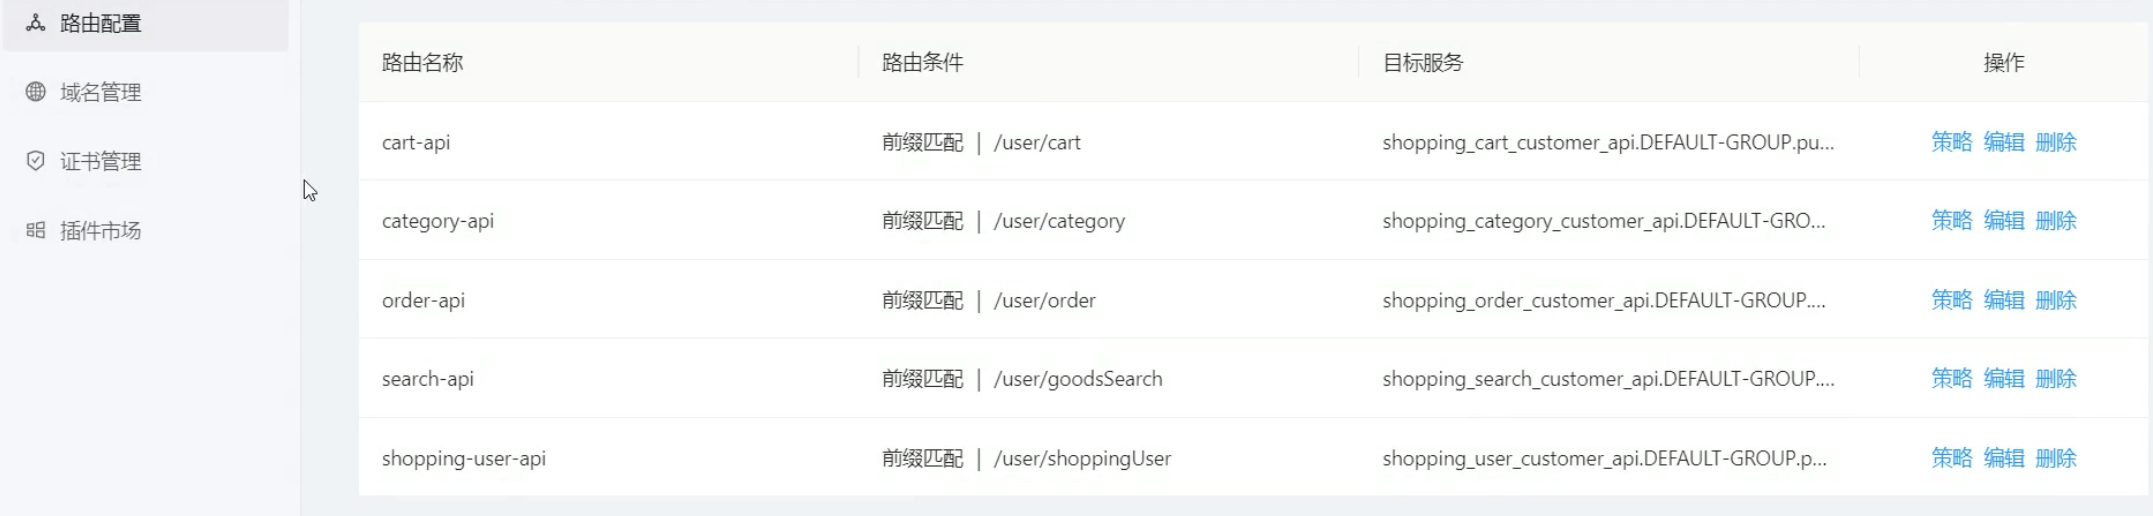 路由配置
域名管理
证书管理
插件市场
路由名称 路由条件 目标服务 操作
cart-api 前缀匹配 | /user/cart shopping_cart_customer_api.DEFAULT-GROUP.pu... 策略 编辑 删除
category-api 前缀匹配 | /user/category shopping_category_customer_api.DEFAULT-GRO... 策略 编辑 删除
order-api 前缀匹配 | /user/order shopping_order_customer_api.DEFAULT-GROUP.... 策略 编辑 删除
search-api 前缀匹配 | /user/goodsSearch shopping_search_customer_api.DEFAULT-GROUP.... 策略 编辑 删除
shopping-user-api 前缀匹配 | /user/shoppingUser shopping_user_customer_api.DEFAULT-GROUP.p... 策略 编辑 删除